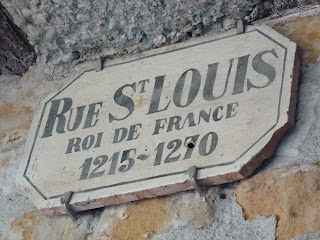 RUE ST LOUIS
ROI DE FRANCE
1215~1270